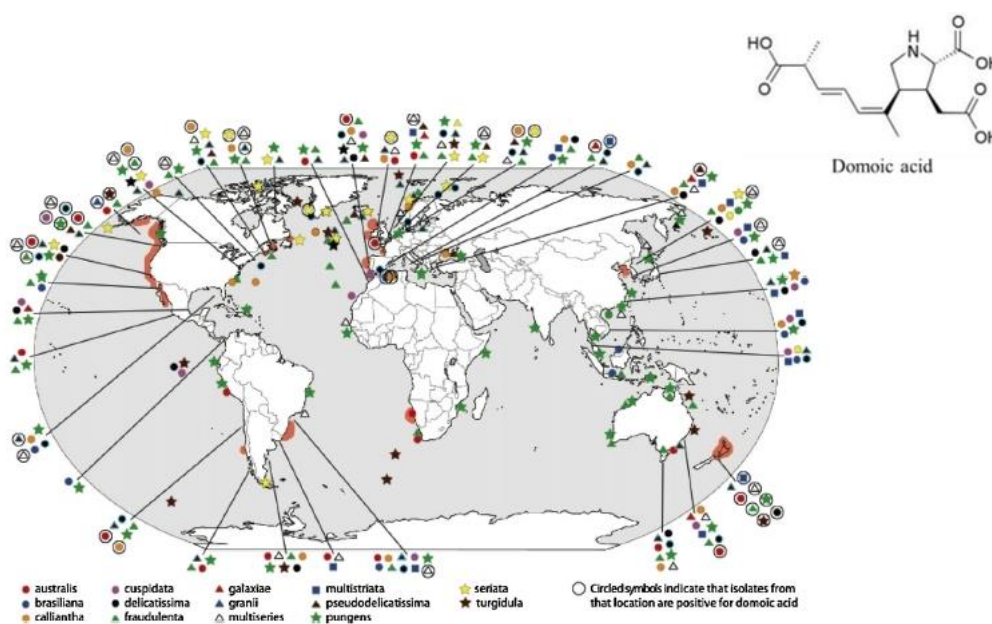 HO
O
H
N
O
OH
O
OH
Domoic acid
australis
brasiliana
calliantha
cuspidata
delicatissima
fraudulenta
galaxiae
granii
multiseries
multistriata
pseudodelicatissima
pungens
seriata
turgidula
Circled symbols indicate that isolates from
that location are positive for domoic acid